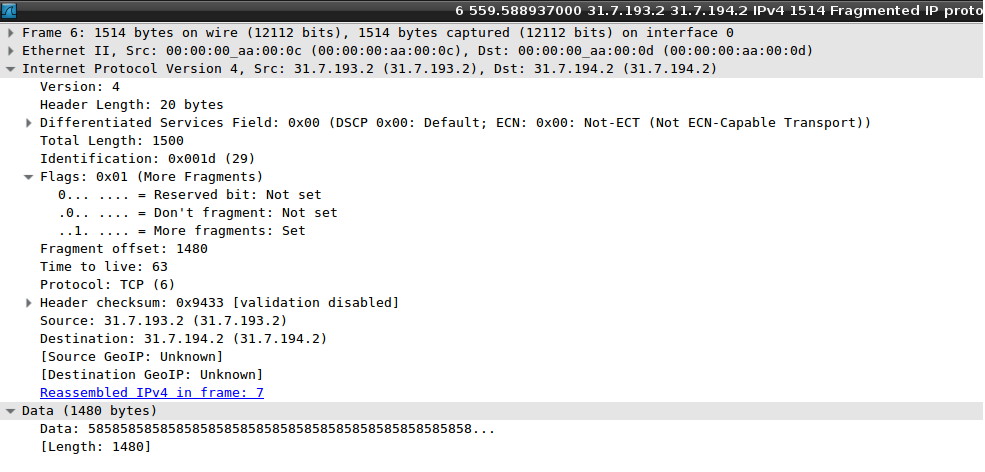 6 559.588937000 31.7.193.2 31.7.194.2 IPv4 1514 Fragmented IP proto
Frame 6: 1514 bytes on wire (12112 bits), 1514 bytes captured (12112 bits) on interface 0
Ethernet II, Src: 00:00:00_aa:00:0c (00:00:00:aa:00:0c), Dst: 00:00:00_aa:00:0d (00:00:00:aa:00:0d)
Internet Protocol Version 4, Src: 31.7.193.2 (31.7.193.2), Dst: 31.7.194.2 (31.7.194.2)
Version: 4
Header Length: 20 bytes
Differentiated Services Field: 0x00 (DSCP 0x00: Default; ECN: 0x00: Not-ECT (Not ECN-Capable Transport))
Total Length: 1500
Identification: 0x001d (29)
Flags: 0x01 (More Fragments)
0... .... = Reserved bit: Not set
.0.. .... = Don't fragment: Not set
..1. .... = More fragments: Set
Fragment offset: 1480
Time to live: 63
Protocol: TCP (6)
Header checksum: 0x9433 [validation disabled]
Source: 31.7.193.2 (31.7.193.2)
Destination: 31.7.194.2 (31.7.194.2)
[Source GeoIP: Unknown]
[Destination GeoIP: Unknown]
Reassembled IPv4 in frame: 7
Data (1480 bytes)
Data: 585858585858585858585858585858585858585858585858...
[Length: 1480]